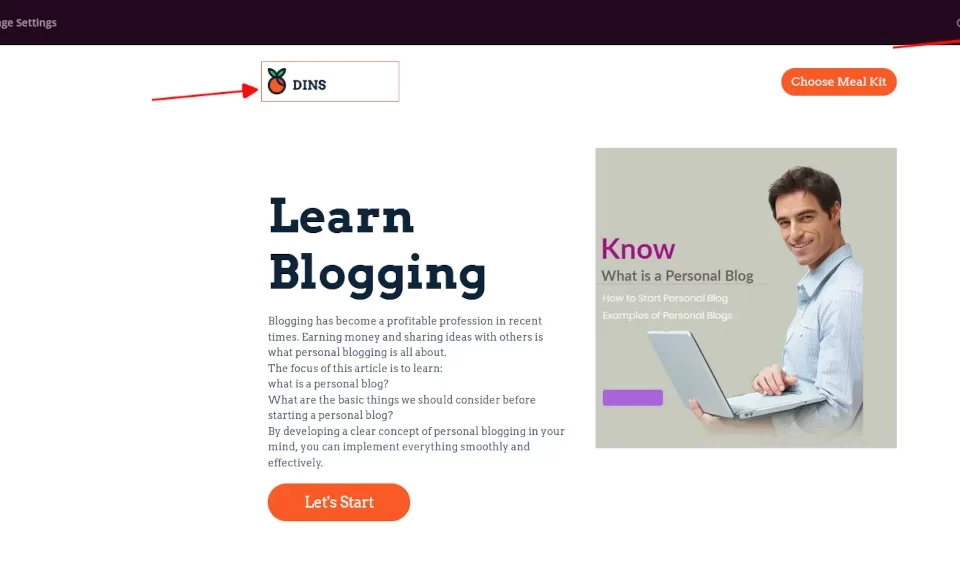 Settings
DINS
Choose Meal Kit
Learn
Blogging
Blogging has become a profitable profession in recent
times. Earning money and sharing ideas with others is
what personal blogging is all about.
The focus of this article is to learn:
what is a personal blog?
What are the basic things we should consider before
starting a personal blog?
By developing a clear concept of personal blogging in your
mind, you can implement everything smoothly and
effectively.
Let's Start
Know
What is a Personal Blog
How to Start Personal Blog
Examples of Personal Blogs